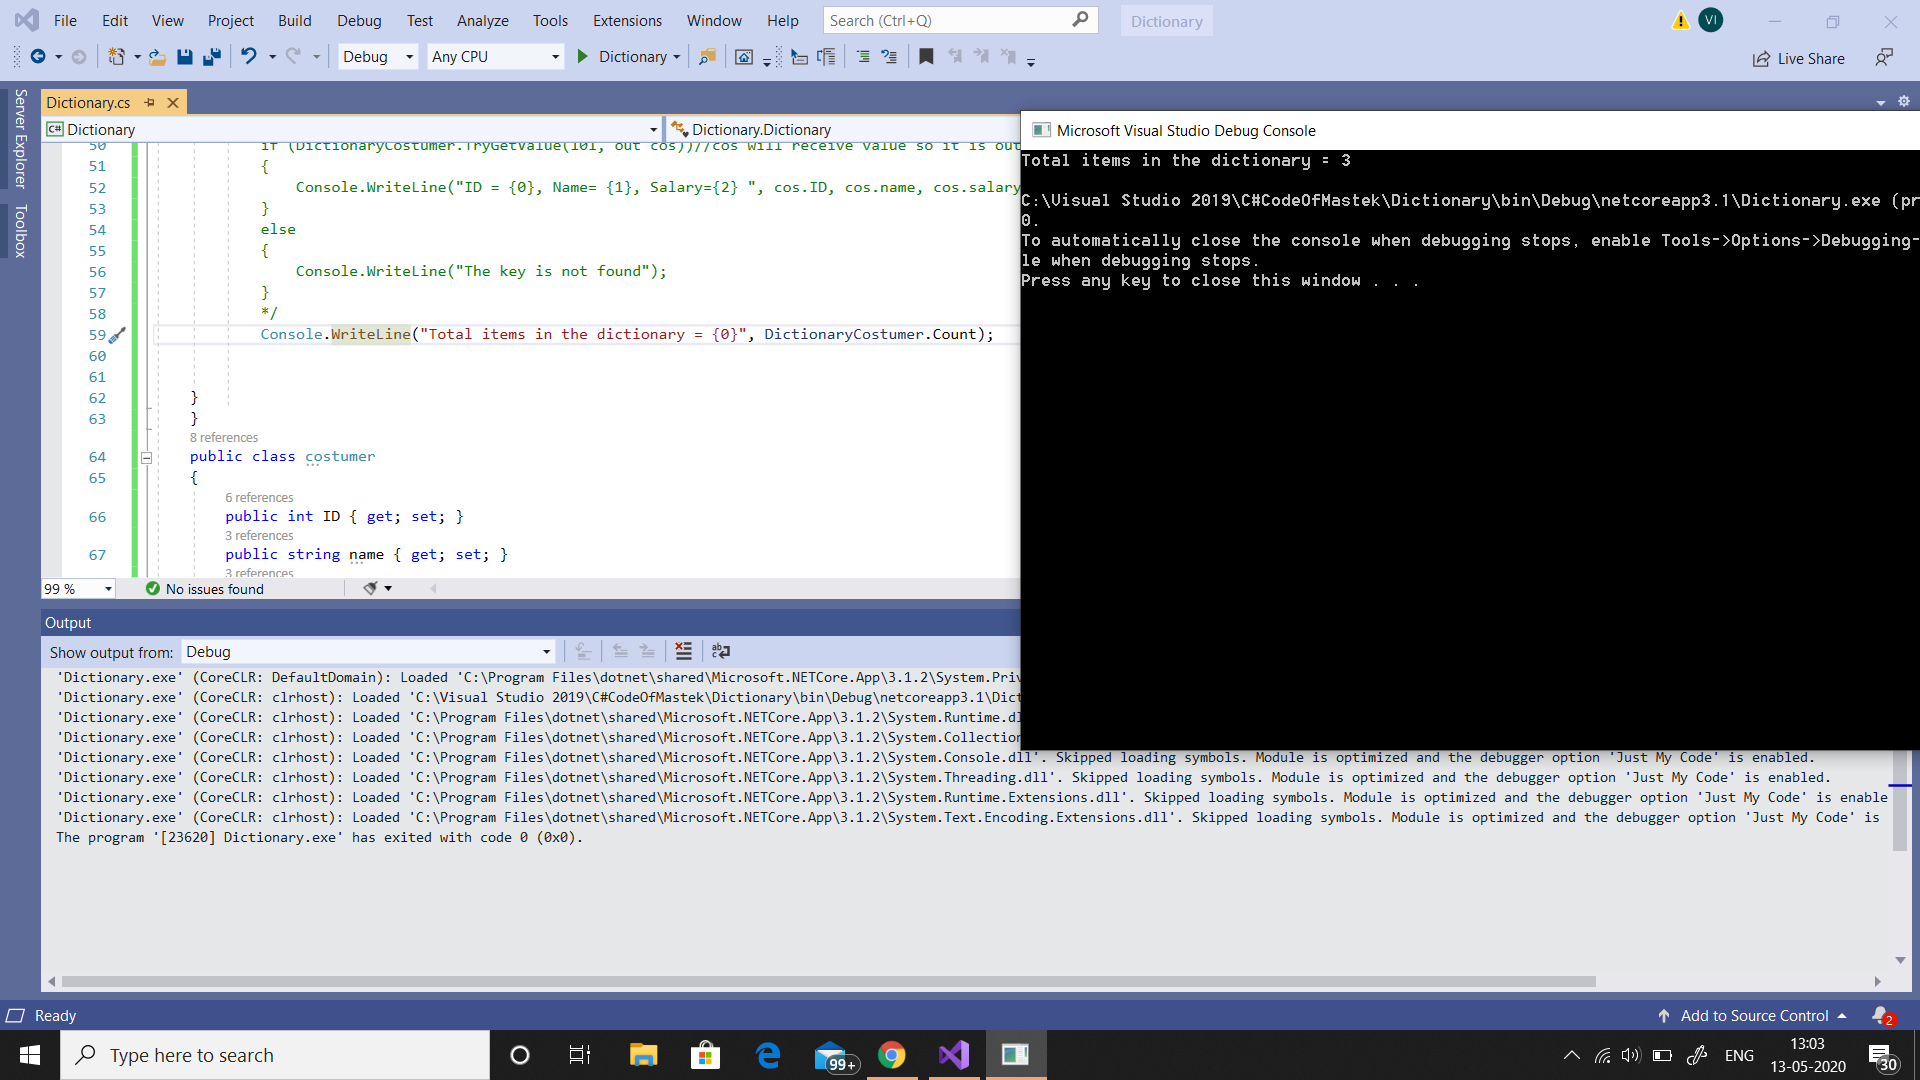 File Edit View Project Build Debug Test Analyze Tools Extensions Window Help Search (Ctrl+Q) Dictionary VI
Debug Any CPU Dictionary Live Share
Server Explorer
Toolbox
Dictionary.cs
C# Dictionary Dictionary.Dictionary
50 if (DictionaryCostumer.TryGetValue(101, out cos))//cos will receive value so it is out
51 {
52 Console.WriteLine("ID = {0}, Name= {1}, Salary={2} ", cos.ID, cos.name, cos.salary
53 }
54 else
55 {
56 Console.WriteLine("The key is not found");
57 }
58 */
59 Console.WriteLine("Total items in the dictionary = {0}", DictionaryCostumer.Count);
60
61
62 }
63 }
8 references
64 public class costumer
65 {
6 references
66 public int ID { get; set; }
3 references
67 public string name { get; set; }
3 references
99 % No issues found
Microsoft Visual Studio Debug Console
Total items in the dictionary = 3
C:\Visual Studio 2019\C#CodeOfMastek\Dictionary\bin\Debug\netcoreapp3.1\Dictionary.exe (pr
0.
To automatically close the console when debugging stops, enable Tools->Options->Debugging-
le when debugging stops.
Press any key to close this window . . .
Output
Show output from: Debug
'Dictionary.exe' (CoreCLR: DefaultDomain): Loaded 'C:\Program Files\dotnet\shared\Microsoft.NETCore.App\3.1.2\System.Priv
'Dictionary.exe' (CoreCLR: clrhost): Loaded 'C:\Visual Studio 2019\C#CodeOfMastek\Dictionary\bin\Debug\netcoreapp3.1\Dict
'Dictionary.exe' (CoreCLR: clrhost): Loaded 'C:\Program Files\dotnet\shared\Microsoft.NETCore.App\3.1.2\System.Runtime.dl
'Dictionary.exe' (CoreCLR: clrhost): Loaded 'C:\Program Files\dotnet\shared\Microsoft.NETCore.App\3.1.2\System.Collection
'Dictionary.exe' (CoreCLR: clrhost): Loaded 'C:\Program Files\dotnet\shared\Microsoft.NETCore.App\3.1.2\System.Console.dll'. Skipped loading symbols. Module is optimized and the debugger option 'Just My Code' is enabled.
'Dictionary.exe' (CoreCLR: clrhost): Loaded 'C:\Program Files\dotnet\shared\Microsoft.NETCore.App\3.1.2\System.Threading.dll'. Skipped loading symbols. Module is optimized and the debugger option 'Just My Code' is enabled.
'Dictionary.exe' (CoreCLR: clrhost): Loaded 'C:\Program Files\dotnet\shared\Microsoft.NETCore.App\3.1.2\System.Runtime.Extensions.dll'. Skipped loading symbols. Module is optimized and the debugger option 'Just My Code' is enable
'Dictionary.exe' (CoreCLR: clrhost): Loaded 'C:\Program Files\dotnet\shared\Microsoft.NETCore.App\3.1.2\System.Text.Encoding.Extensions.dll'. Skipped loading symbols. Module is optimized and the debugger option 'Just My Code' is
The program '[23620] Dictionary.exe' has exited with code 0 (0x0).
Ready Add to Source Control 2
Type here to search 99+ ENG 13:03
13-05-2020 30